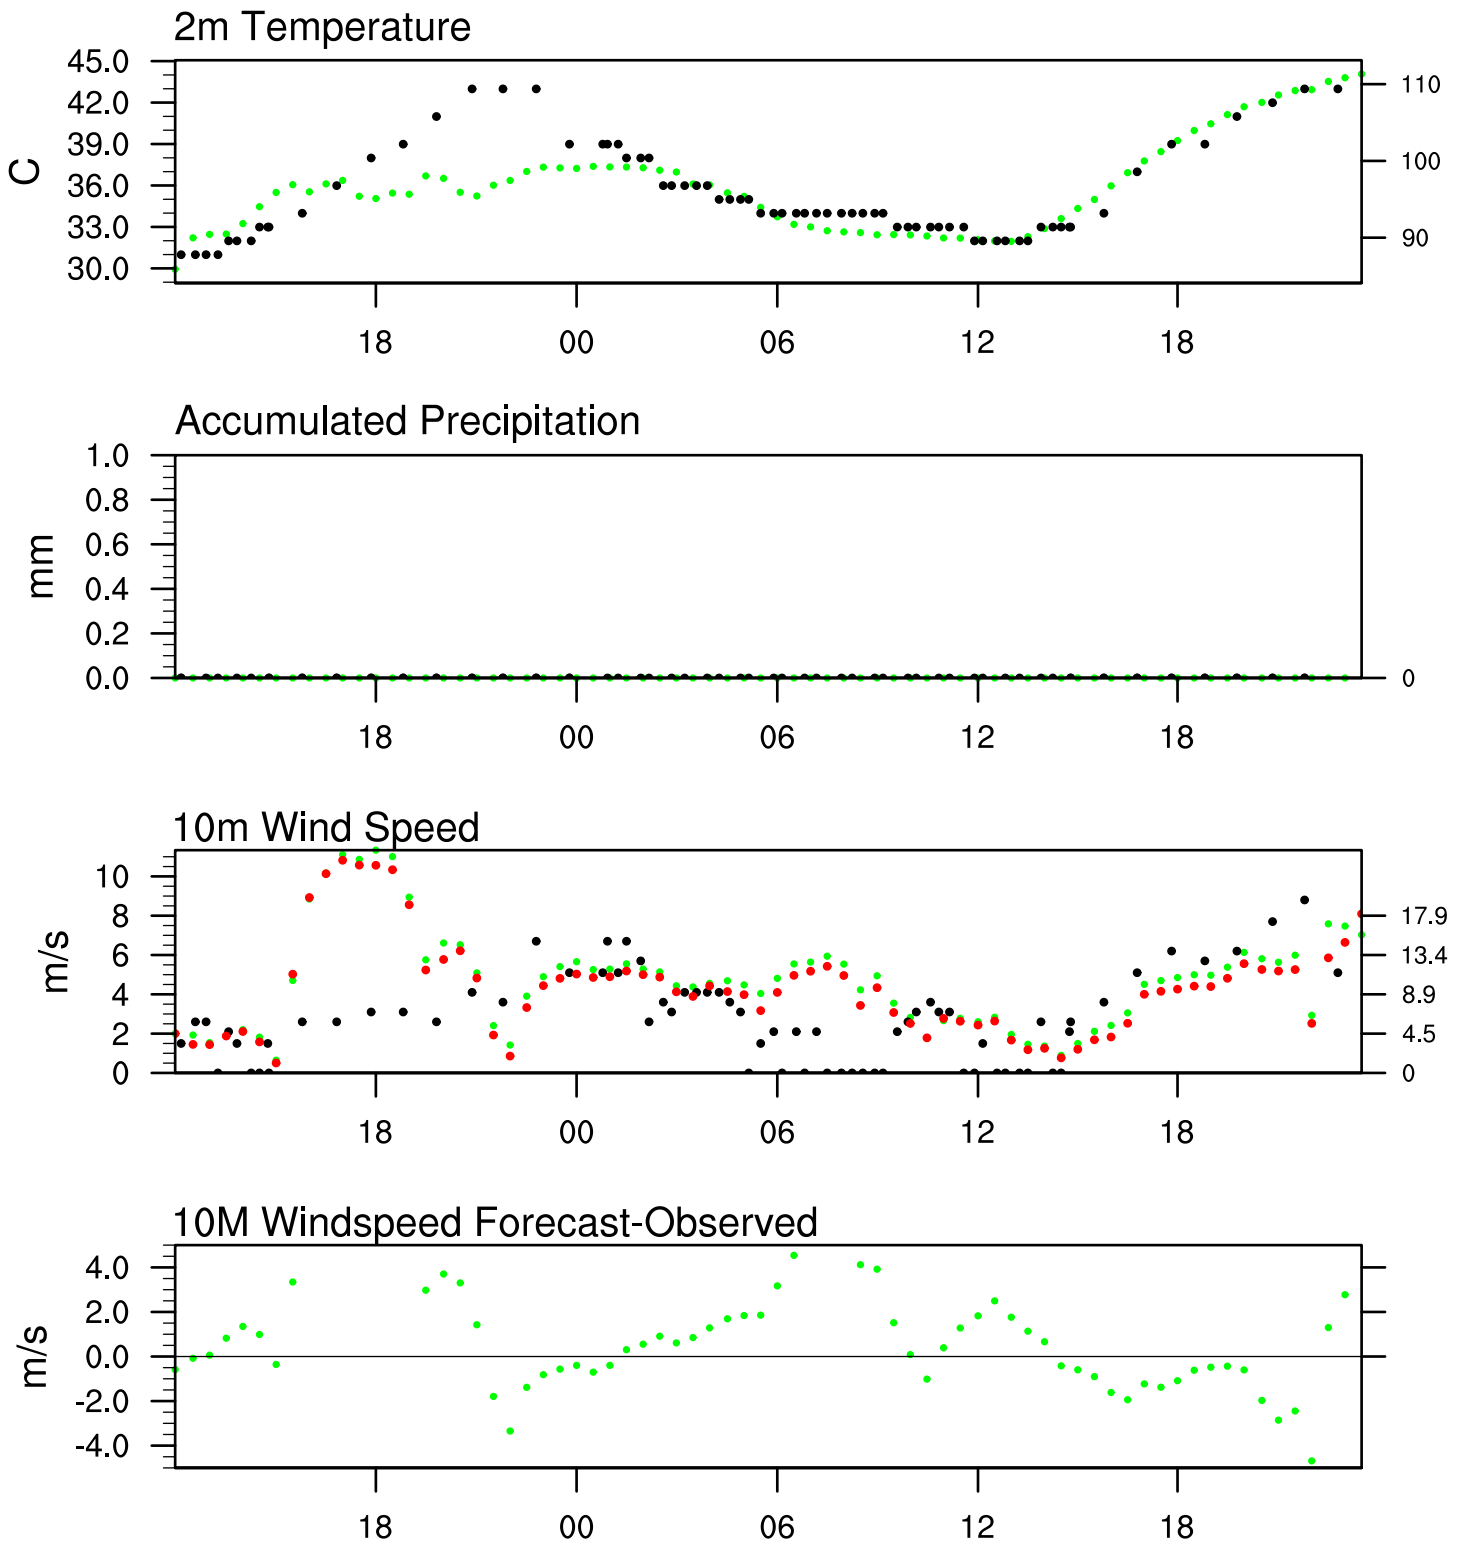 2m Temperature
45.0
42.0
39.0
36.0
33.0
30.0
C
110
100
90
18 00 06 12 18
Accumulated Precipitation
1.0
0.8
0.6
0.4
0.2
0.0
mm
0
18 00 06 12 18
10m Wind Speed
10
8
6
4
2
0
m/s
17.9
13.4
8.9
4.5
0
18 00 06 12 18
10M Windspeed Forecast-Observed
4.0
2.0
0.0
-2.0
-4.0
m/s
18 00 06 12 18